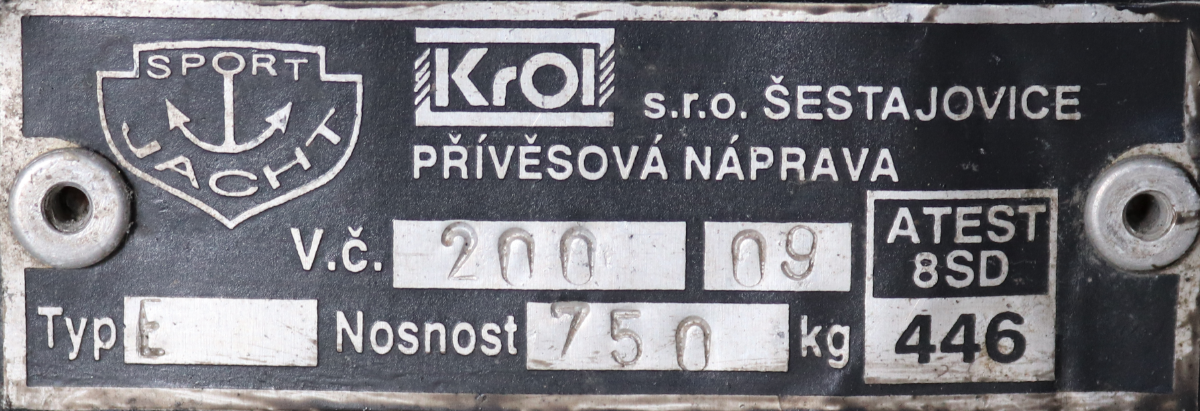 SPORT
JACHT
KrOl
s.r.o. ŠESTAJOVICE
PŘÍVĚSOVÁ NÁPRAVA
V.č. 200 09
Typ E Nosnost 750 kg
ATEST
8SD
446